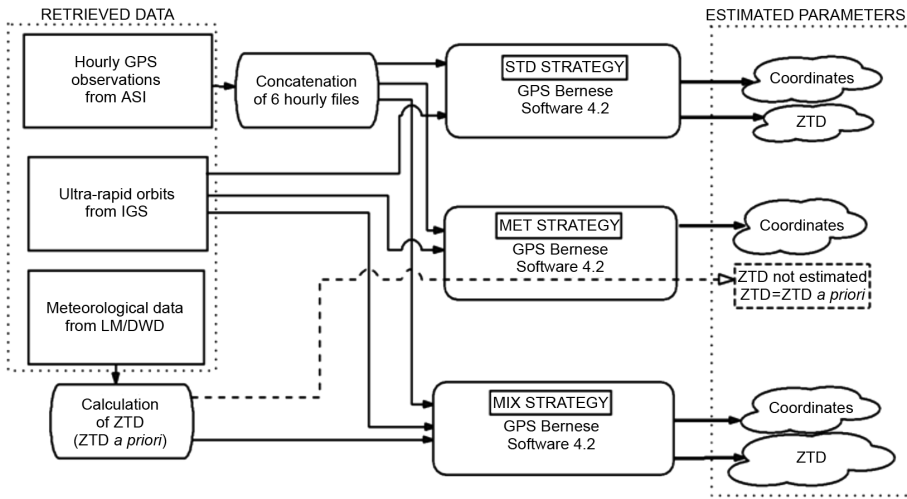 RETRIEVED DATA
ESTIMATED PARAMETERS
Hourly GPS
observations
from ASI
Concatenation
of 6 hourly files
STD STRATEGY
GPS Bernese
Software 4.2
Coordinates
ZTD
Ultra-rapid orbits
from IGS
MET STRATEGY
GPS Bernese
Software 4.2
Coordinates
ZTD not estimated
ZTD=ZTD a priori
Meteorological data
from LM/DWD
Calculation
of ZTD
(ZTD a priori)
MIX STRATEGY
GPS Bernese
Software 4.2
Coordinates
ZTD